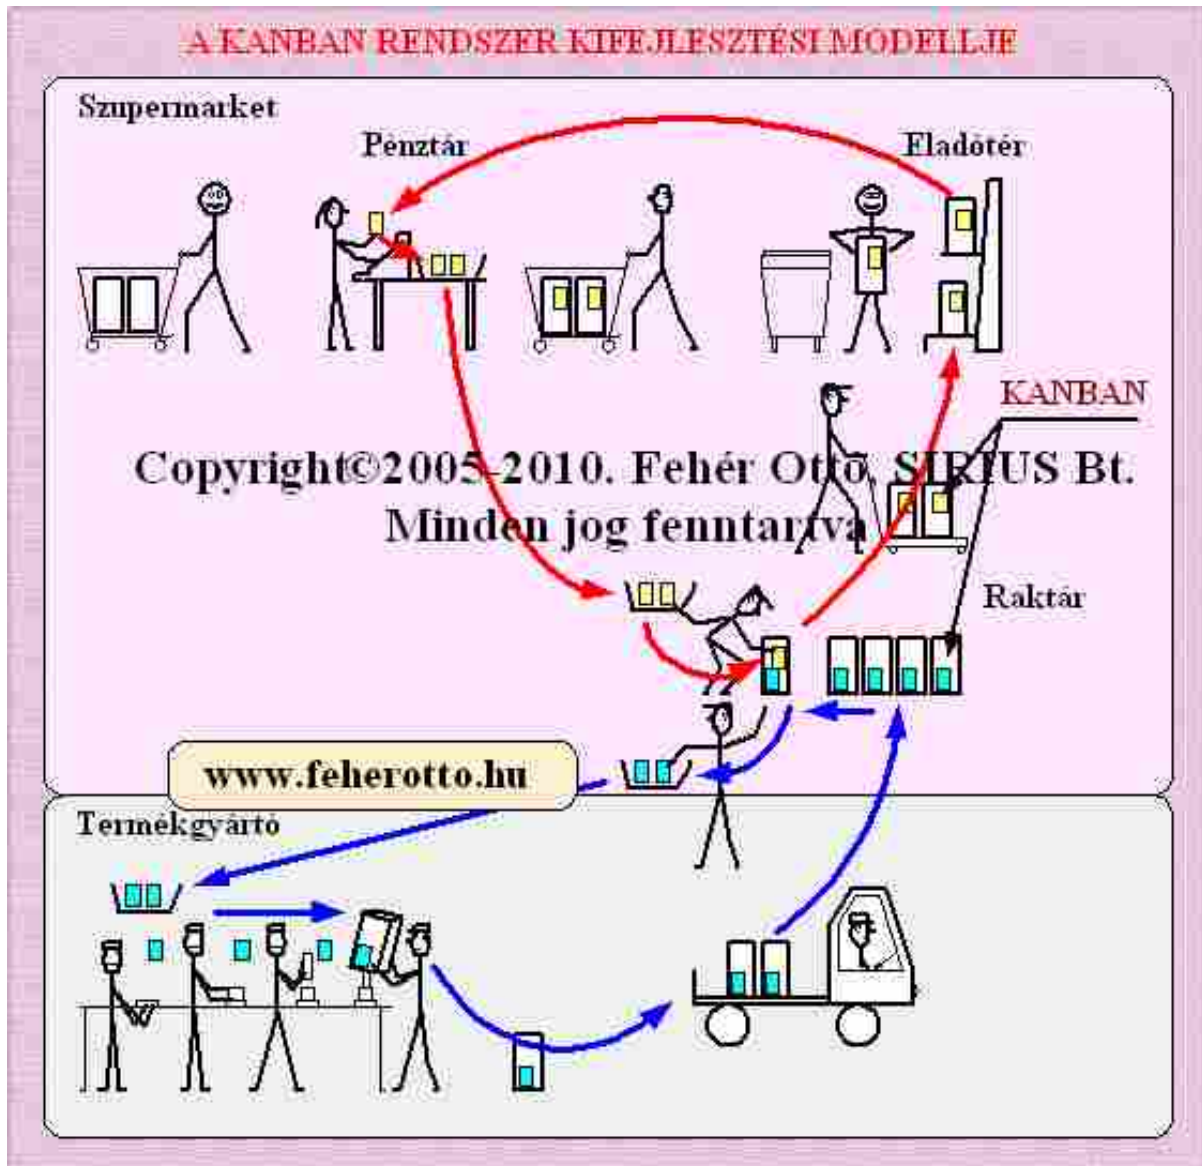 A KANBAN RENDSZER KIFEJLESZTÉSI MODELLJE
Szupermarket
Pénztár
Eladótér
KANBAN
Copyright©2005-2010. Fehér Ottó, SIRIUS Bt.
Minden jog fenntartva
Raktár
www.feherotto.hu
Termékgyártó